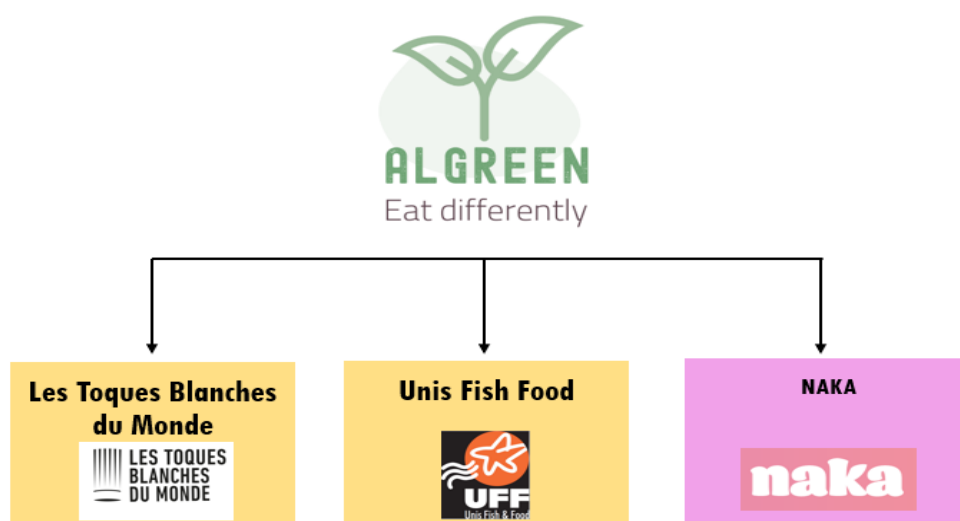 ALGREEN
Eat differently
Les Toques Blanches
du Monde
LES TOQUES
BLANCHES
DU MONDE
Unis Fish Food
UFF
Unis Fish & Food
NAKA
naka